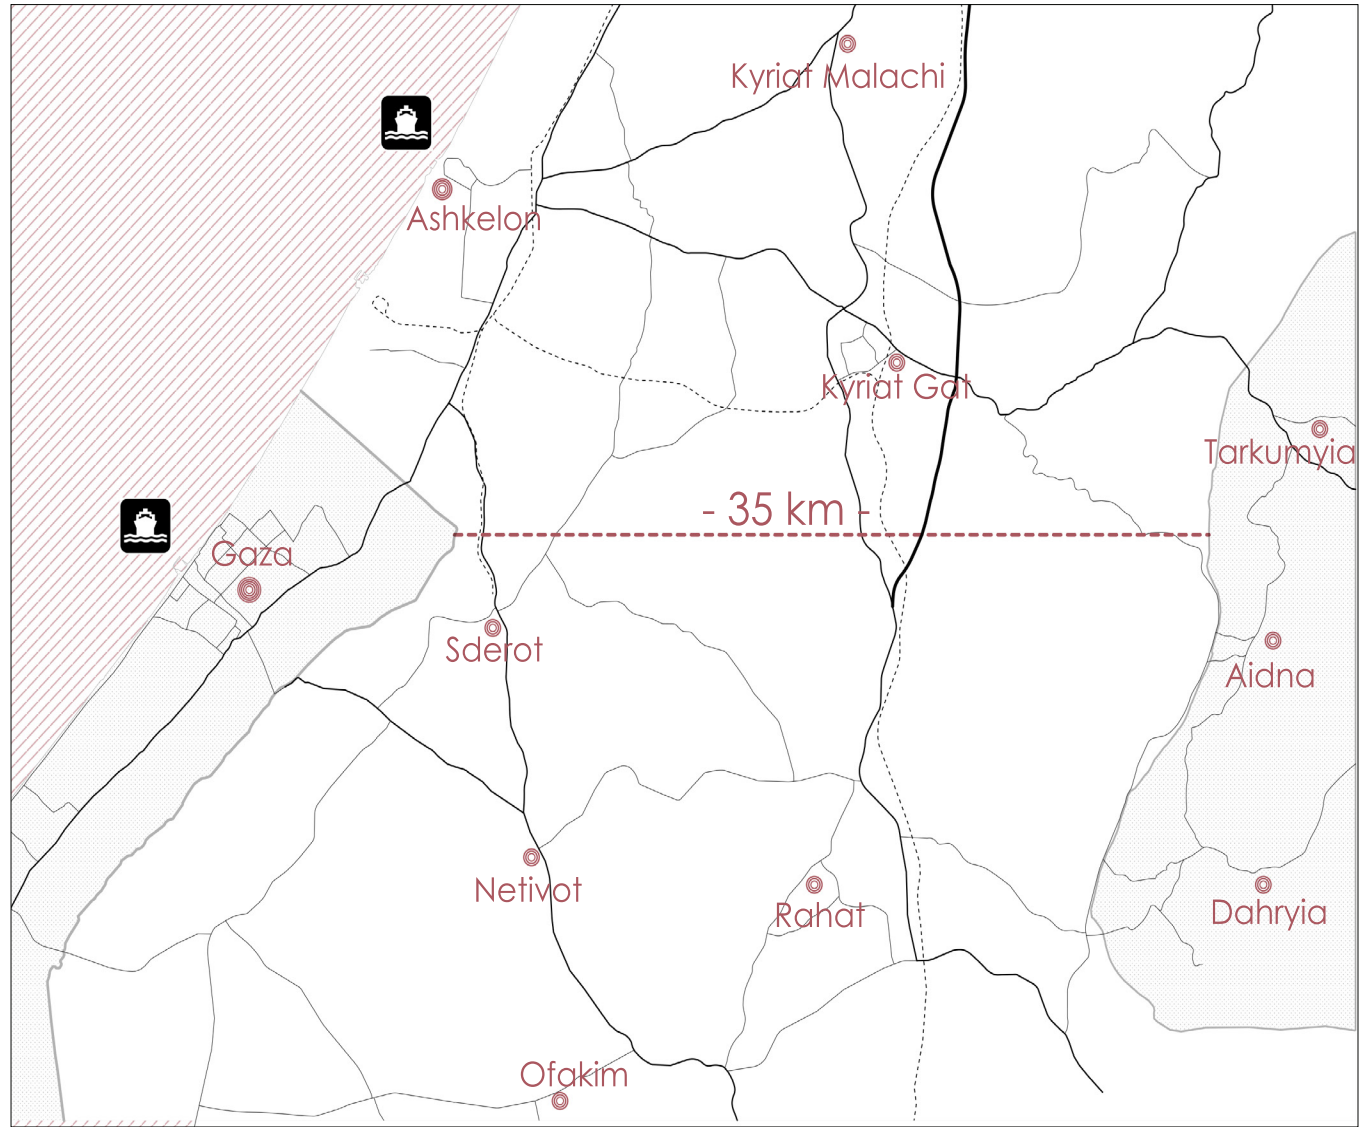 Kyriat Malachi
Ashkelon
Kyriat Gat
Tarkumyia
- 35 km -
Gaza
Sderot
Aidna
Netivot
Rahat
Dahryia
Ofakim